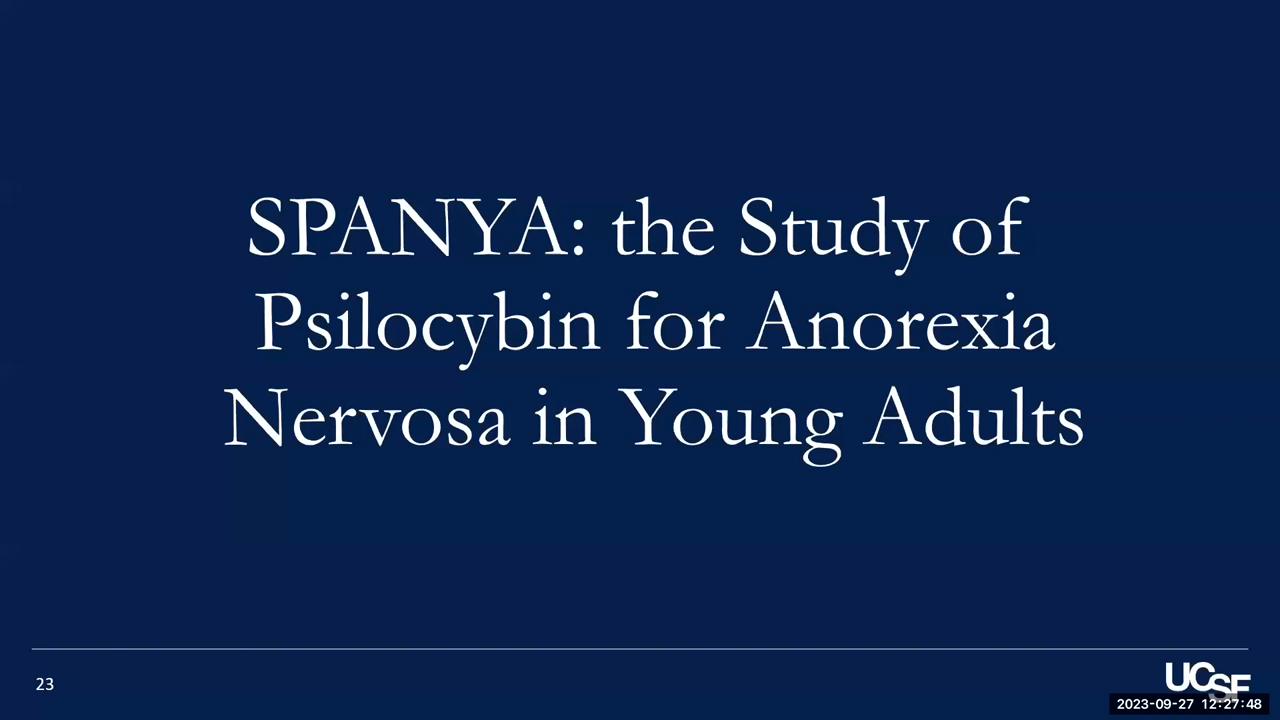 SPANYA: the Study of
Psilocybin for Anorexia
Nervosa in Young Adults
23
UCSF
2023-09-27 12:27:48